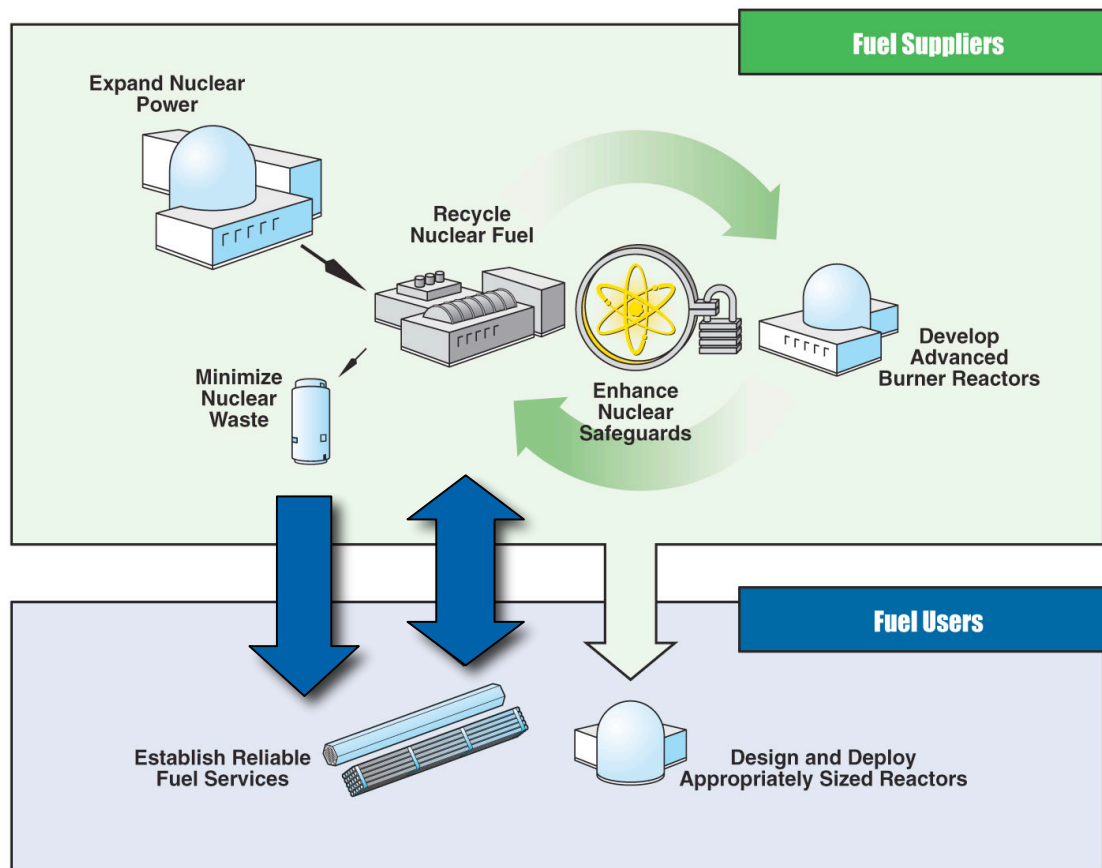 Fuel Suppliers
Expand Nuclear
Power
Recycle
Nuclear Fuel
Develop
Advanced
Burner Reactors
Minimize
Nuclear
Waste
Enhance
Nuclear
Safeguards
Fuel Users
Establish Reliable
Fuel Services
Design and Deploy
Appropriately Sized Reactors